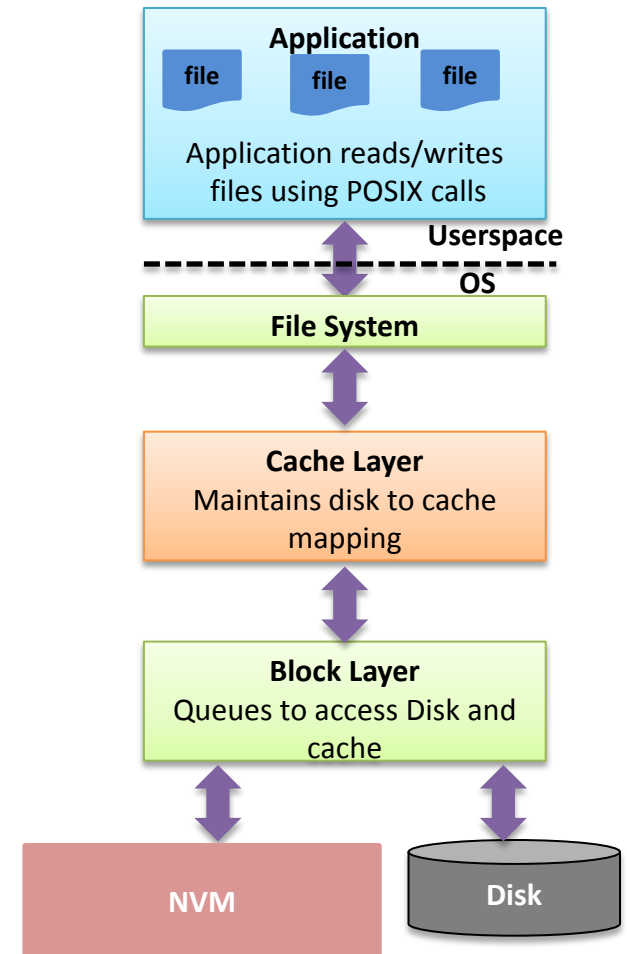 Application
file
file
file
Application reads/writes
files using POSIX calls
Userspace
OS
File System
Cache Layer
Maintains disk to cache
mapping
Block Layer
Queues to access Disk and
cache
NVM
Disk